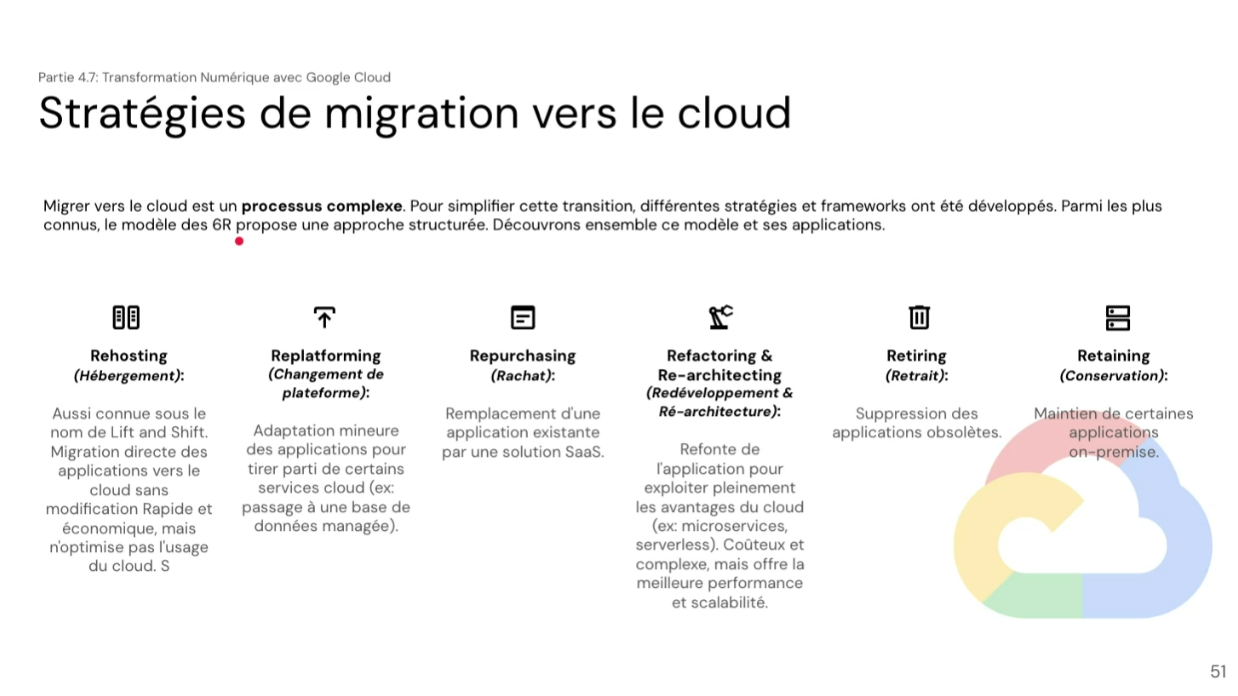 Partie 4.7: Transformation Numérique avec Google Cloud
Stratégies de migration vers le cloud
Migrer vers le cloud est un processus complexe. Pour simplifier cette transition, différentes stratégies et frameworks ont été développés. Parmi les plus
connus, le modèle des 6R propose une approche structurée. Découvrons ensemble ce modèle et ses applications.
Rehosting
(Hébergement):
Aussi connue sous le
nom de Lift and Shift.
Migration directe des
applications vers le
cloud sans
modification Rapide et
économique, mais
n'optimise pas l'usage
du cloud. S
Replatforming
(Changement de
plateforme):
Adaptation mineure
des applications pour
tirer parti de certains
services cloud (ex:
passage à une base de
données managée).
Repurchasing
(Rachat):
Remplacement d'une
application existante
par une solution SaaS.
Refactoring &
Re-architecting
(Redéveloppement &
Ré-architecture):
Refonte de
l'application pour
exploiter pleinement
les avantages du cloud
(ex: microservices,
serverless). Coûteux et
complexe, mais offre la
meilleure performance
et scalabilité.
Retiring
(Retrait):
Suppression des
applications obsolètes.
Retaining
(Conservation):
Maintien de certaines
applications
on-premise.
51